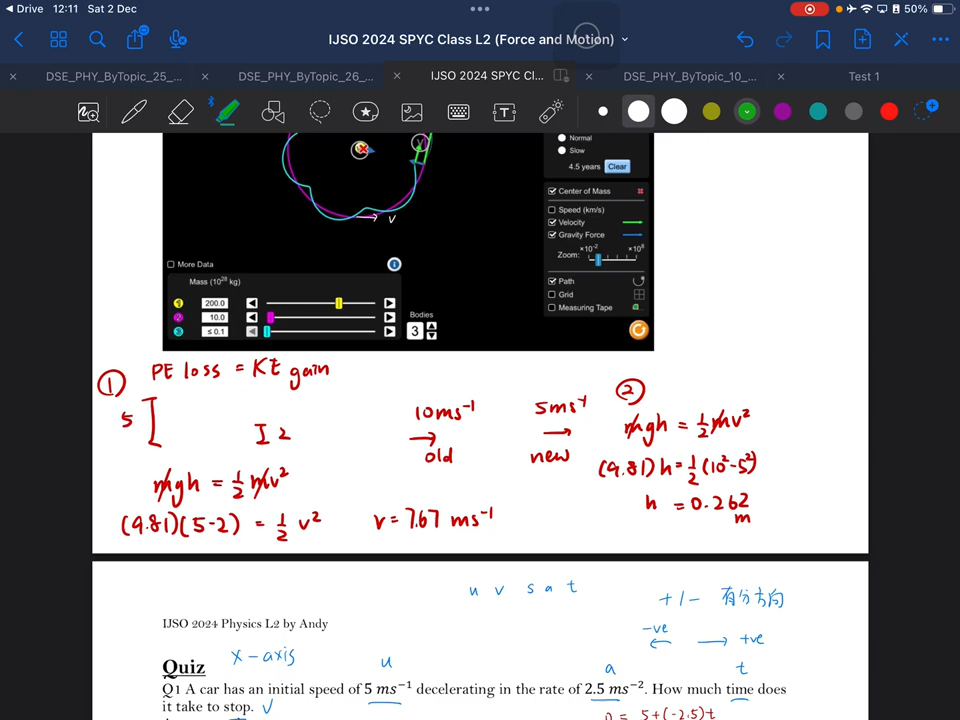 Drive 12:11 Sat 2 Dec 50%
IJSO 2024 SPYC Class L2 (Force and Motion)
DSE_PHY_ByTopic_25_... DSE_PHY_ByTopic_26_... IJSO 2024 SPYC Cl... DSE_PHY_ByTopic_10_... Test 1
Normal
Slow
4.5 years Clear
Center of Mass
Speed (km/s)
Velocity
Gravity Force
×10⁻² ×10⁸
Zoom:
Path
Grid
Measuring Tape
v
More Data
Mass (10²⁸ kg)
1 200.0
2 10.0
3 ≤ 0.1
Bodies
3
① PE loss = KE gain
5 I 2
mgh = ½mv²
(9.81)(5-2) = ½ v² v = 7.67 ms⁻¹
10ms⁻¹ 5ms⁻¹
→ →
old new
②
mgh = ½mv²
(9.81)h = ½(10²-5²)
h = 0.262
m
u v s a t
+/- 有分方向
-ve ← → +ve
IJSO 2024 Physics L2 by Andy
Quiz x-axis u a t
Q1 A car has an initial speed of 5 ms⁻¹ decelerating in the rate of 2.5 ms⁻². How much time does
it take to stop. v
0 = 5+(-2.5)t